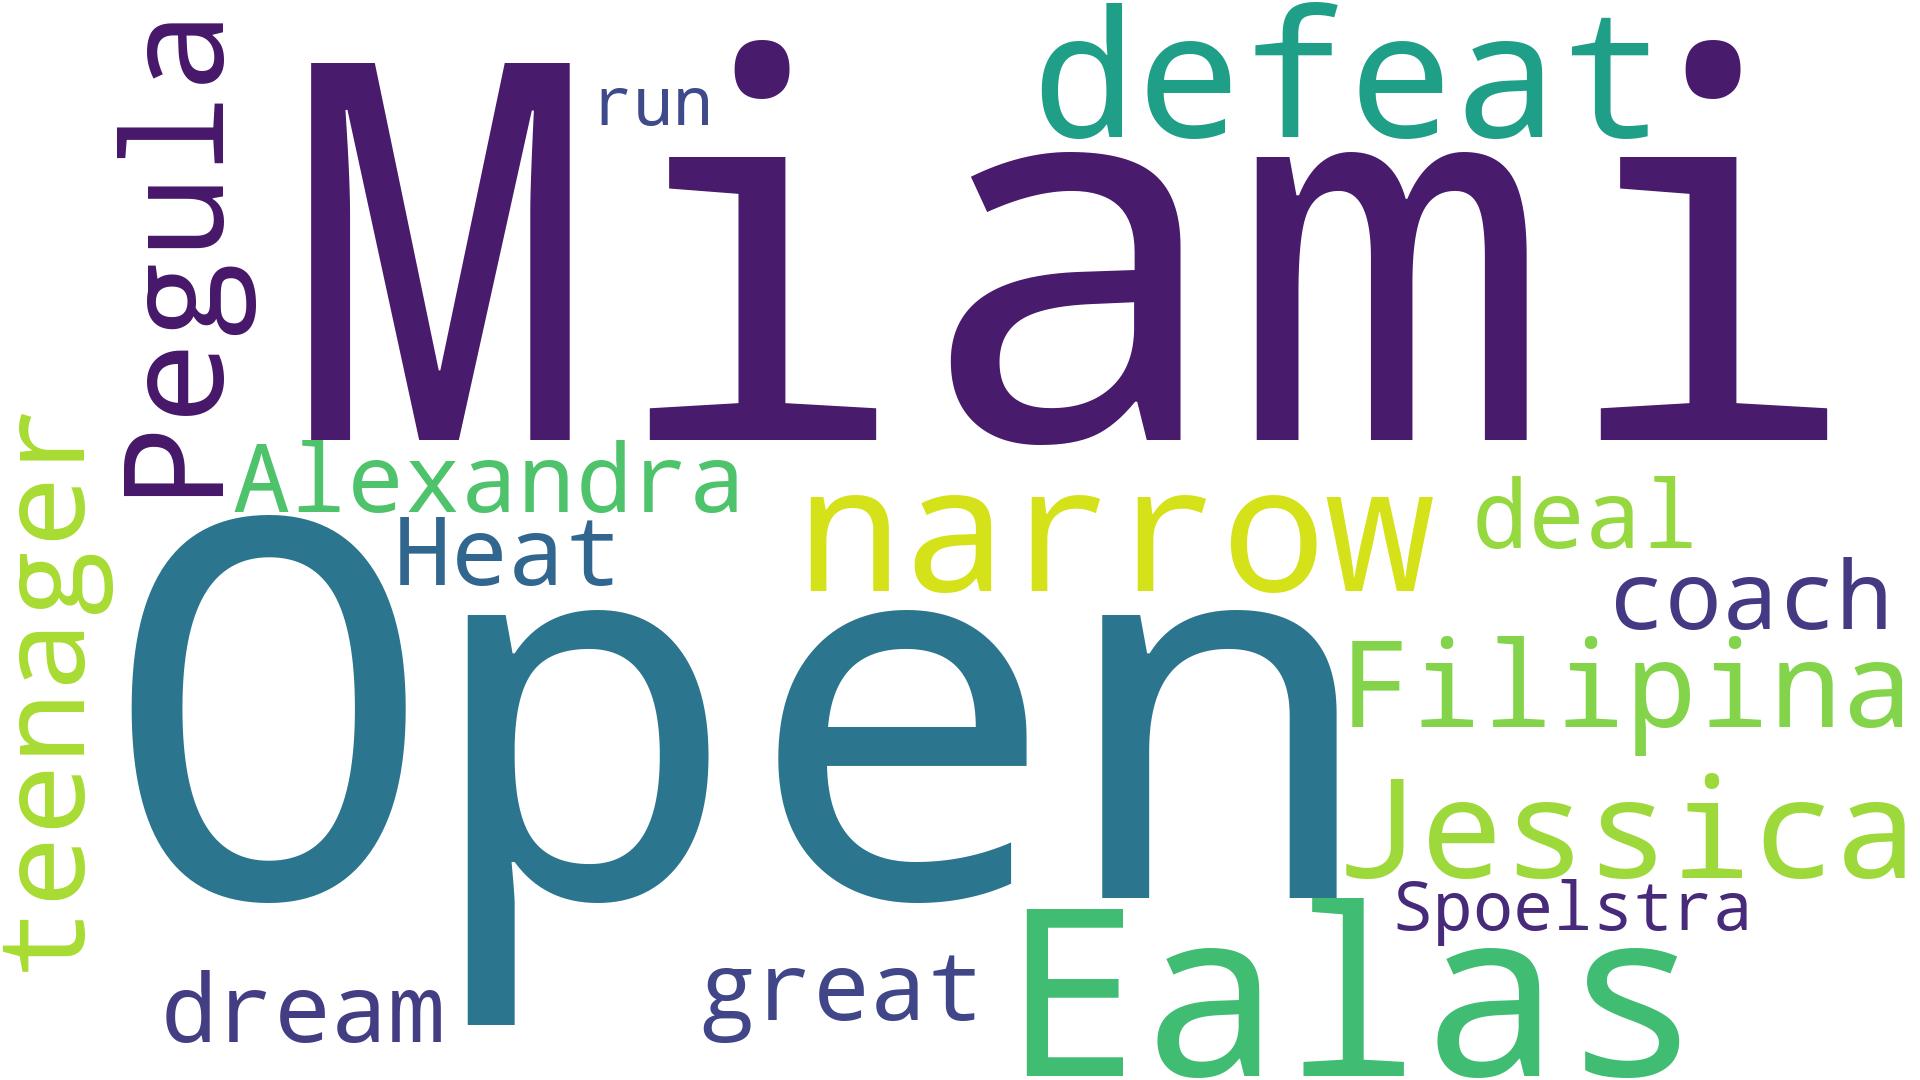 Pegula
Miami
run
defeat
Alexandra
Heat
narrow
deal
coach
teenager
Open
Filipina
Jessica
Spoelstra
Ealas
dream
great